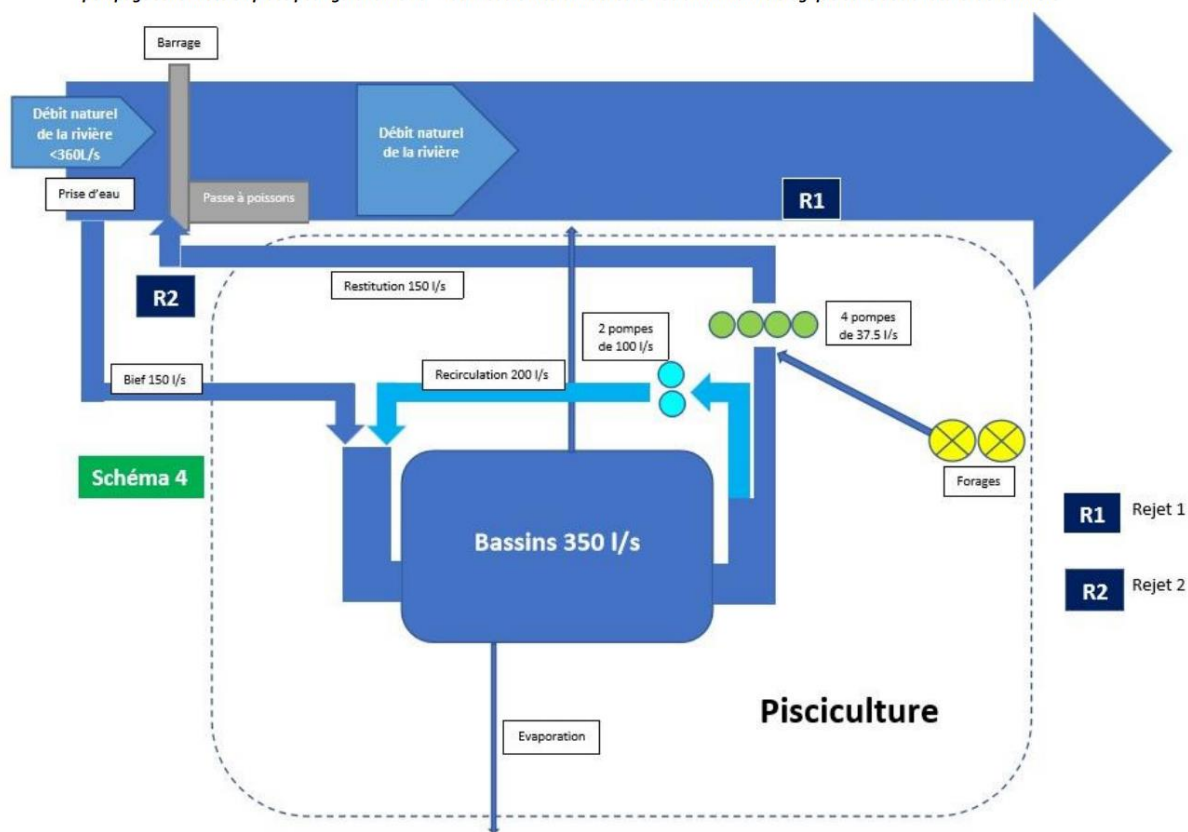 Barrage
Débit naturel
de la rivière
<360L/s
Débit naturel
de la rivière
Prise d'eau
Passe à poissons
R1
R2
Restitution 150 l/s
2 pompes
de 100 l/s
4 pompes
de 37.5 l/s
Bief 150 l/s
Recirculation 200 l/s
Schéma 4
Forages
Bassins 350 l/s
R1 Rejet 1
R2 Rejet 2
Pisciculture
Evaporation